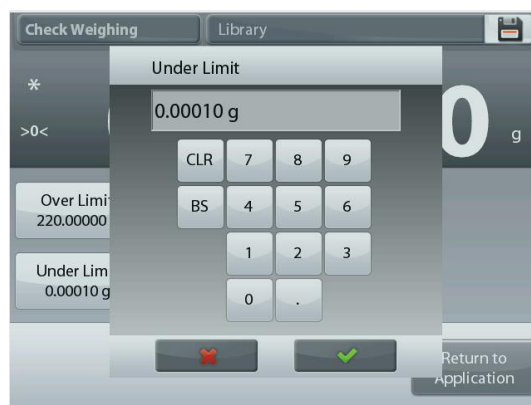 Check Weighing
Library
Under Limit
*
0.00010 g
>0<
0
g
CLR 7 8 9
Over Limi
220.00000
BS 4 5 6
Under Lim
0.00010 g
1 2 3
0 .
Return to
Application